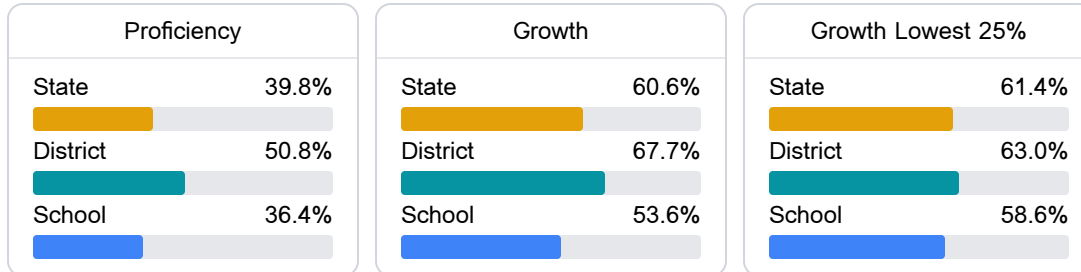 Proficiency
State 39.8%
District 50.8%
School 36.4%
Growth
State 60.6%
District 67.7%
School 53.6%
Growth Lowest 25%
State 61.4%
District 63.0%
School 58.6%